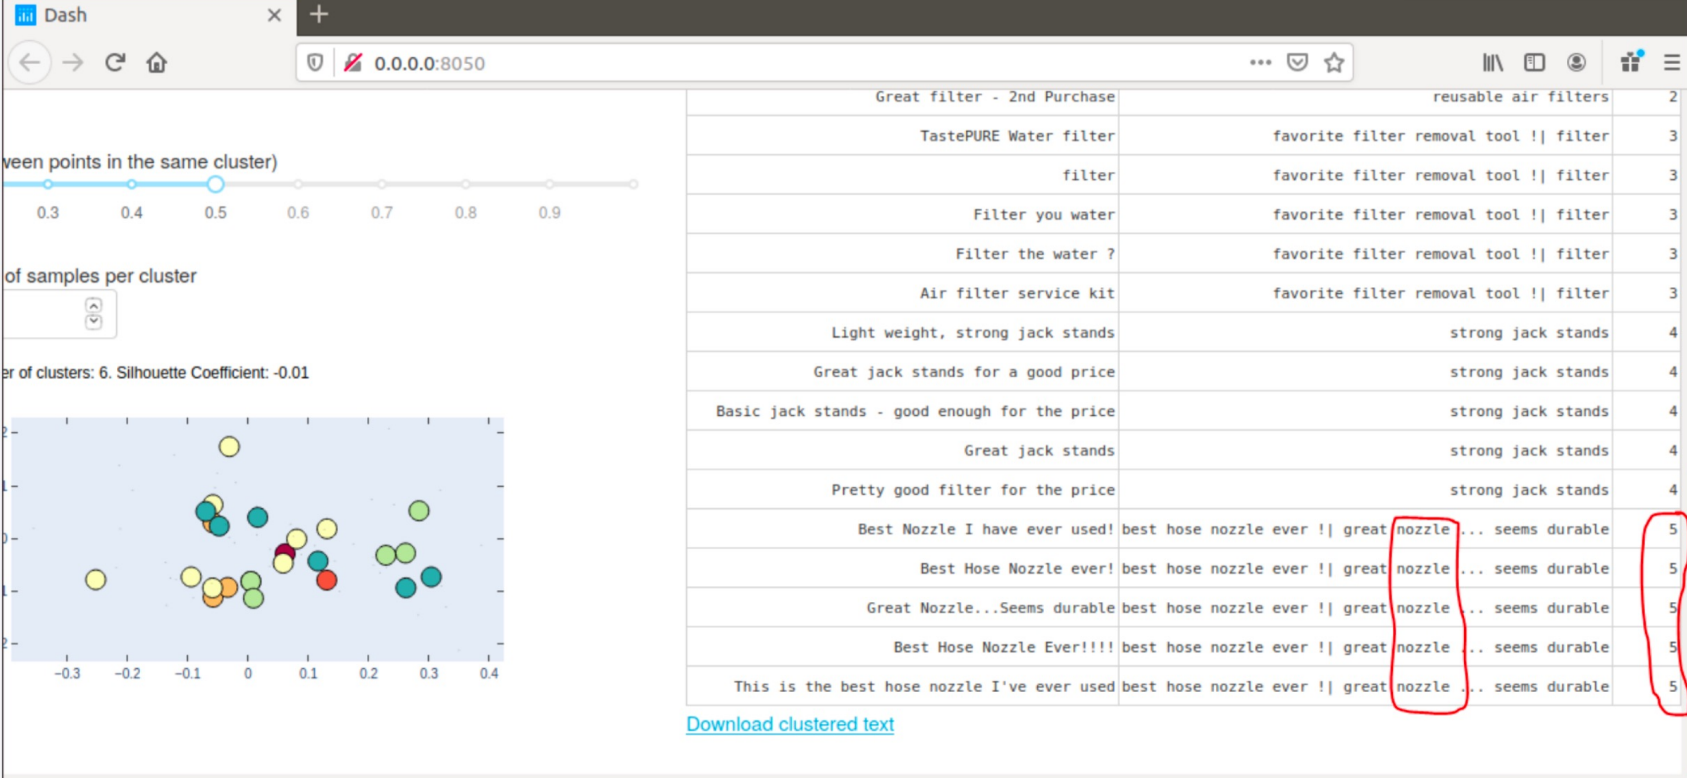 Dash
0.0.0.0:8050
ween points in the same cluster)
0.3 0.4 0.5 0.6 0.7 0.8 0.9
of samples per cluster
er of clusters: 6. Silhouette Coefficient: -0.01
2
1
0
1
2
−0.3 −0.2 −0.1 0 0.1 0.2 0.3 0.4
Great filter - 2nd Purchase reusable air filters 2
TastePURE Water filter favorite filter removal tool !| filter 3
filter favorite filter removal tool !| filter 3
Filter you water favorite filter removal tool !| filter 3
Filter the water ? favorite filter removal tool !| filter 3
Air filter service kit favorite filter removal tool !| filter 3
Light weight, strong jack stands strong jack stands 4
Great jack stands for a good price strong jack stands 4
Basic jack stands - good enough for the price strong jack stands 4
Great jack stands strong jack stands 4
Pretty good filter for the price strong jack stands 4
Best Nozzle I have ever used! best hose nozzle ever !| great nozzle ... seems durable 5
Best Hose Nozzle ever! best hose nozzle ever !| great nozzle ... seems durable 5
Great Nozzle...Seems durable best hose nozzle ever !| great nozzle ... seems durable 5
Best Hose Nozzle Ever!!!! best hose nozzle ever !| great nozzle ... seems durable 5
This is the best hose nozzle I've ever used best hose nozzle ever !| great nozzle ... seems durable 5
Download clustered text